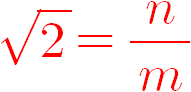 √2 = n/m